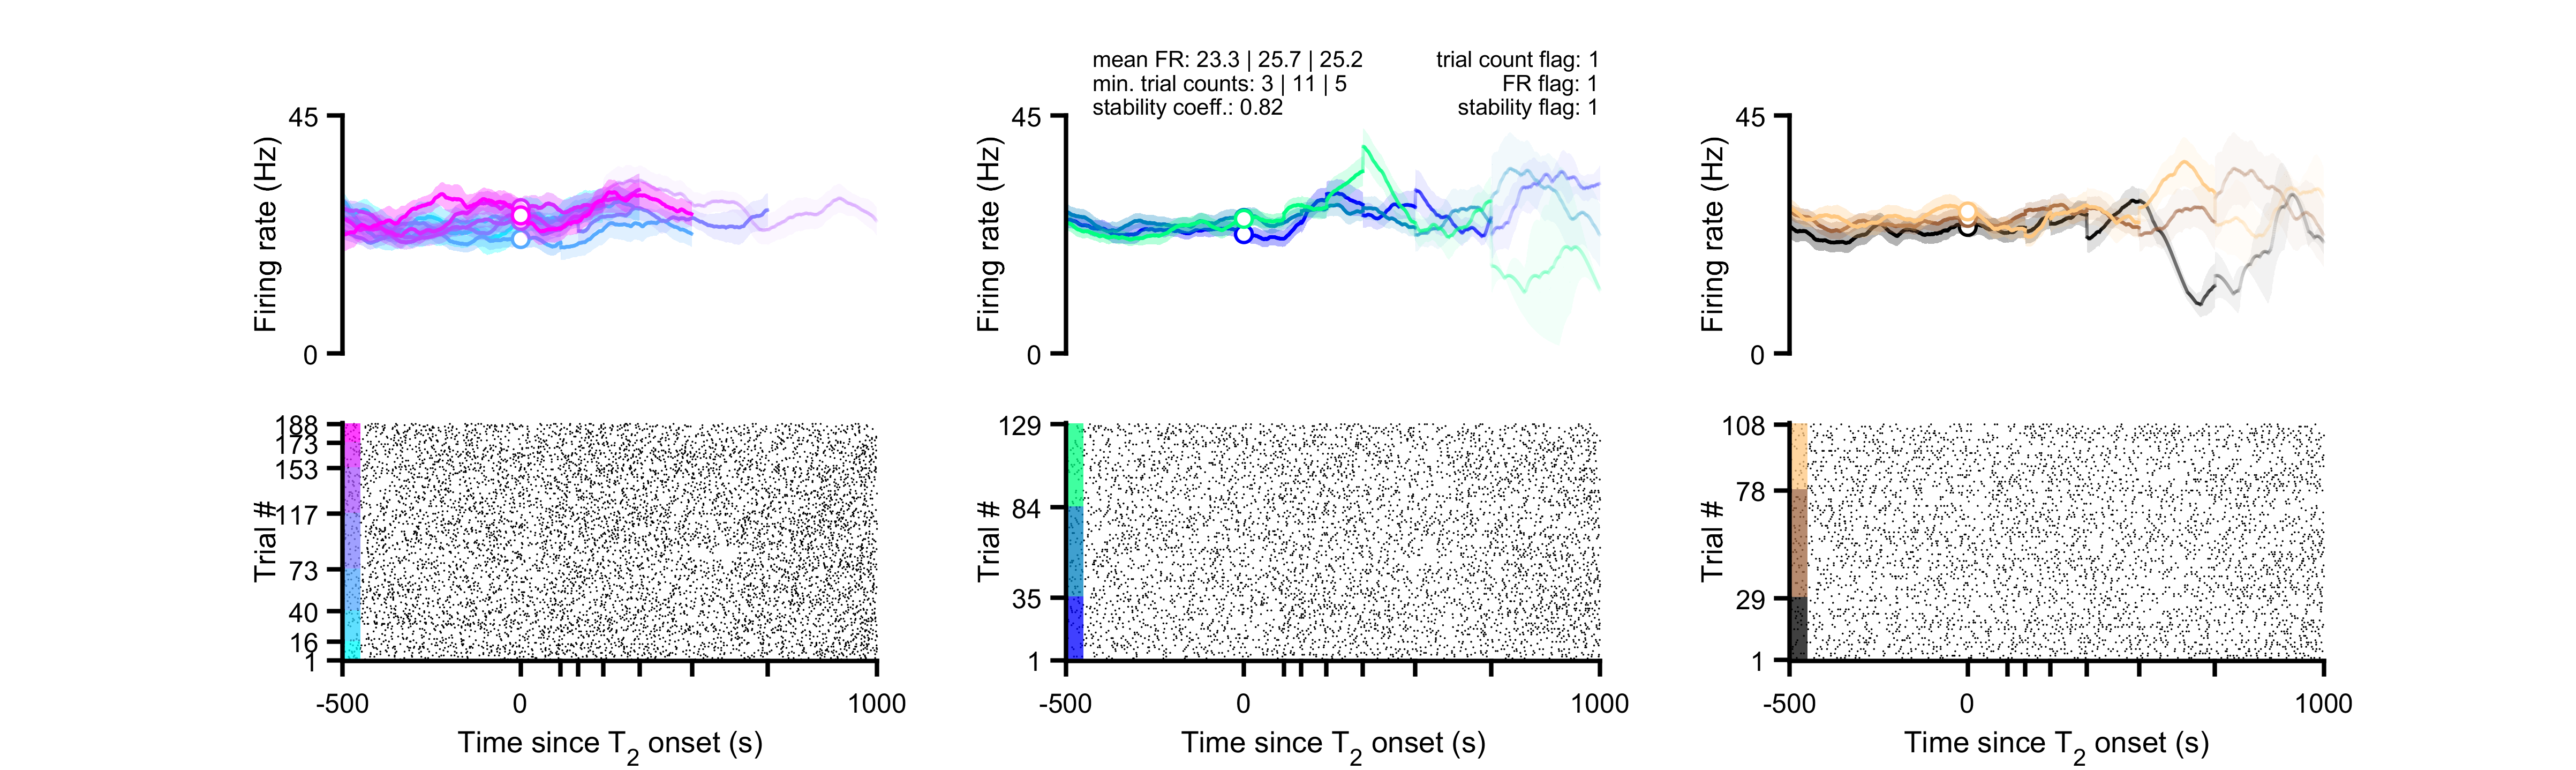 mean FR: 23.3 | 25.7 | 25.2
min. trial counts: 3 | 11 | 5
stability coeff.: 0.82
trial count flag: 1
FR flag: 1
stability flag: 1
Firing rate (Hz)
45
0
Firing rate (Hz)
45
0
Firing rate (Hz)
45
0
Trial #
188
173
153
117
73
40
16
1
-500
0
1000
Time since T2 onset (s)
Trial #
129
84
35
1
-500
0
1000
Time since T2 onset (s)
Trial #
108
78
29
1
-500
0
1000
Time since T2 onset (s)